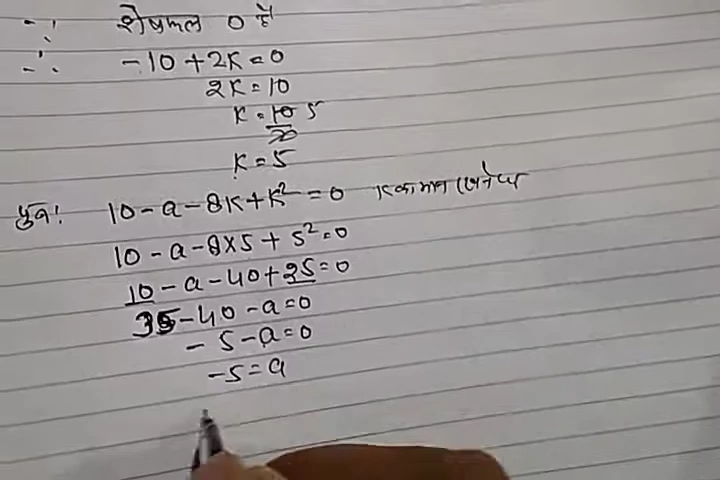 ∵ शेषफल 0 है
∴ -10+2K=0
2K=10
K=10 5
K=5
पुनः 10-a-8K+K²=0 K का मान रखने पर
10-a-8×5+5²=0
10-a-40+25=0
35-40-a=0
-5-a=0
-5=a